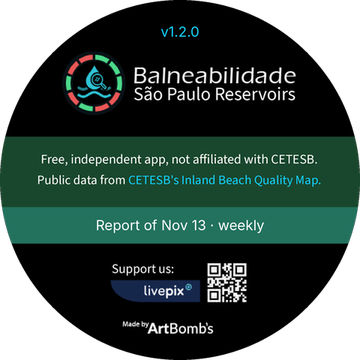 v1.2.0
Balneabilidade
São Paulo Reservoirs
Free, independent app, not affiliated with CETESB.
Public data from CETESB's Inland Beach Quality Map.
Report of Nov 13 · weekly
Support us:
livepix
Made by ArtBomb's